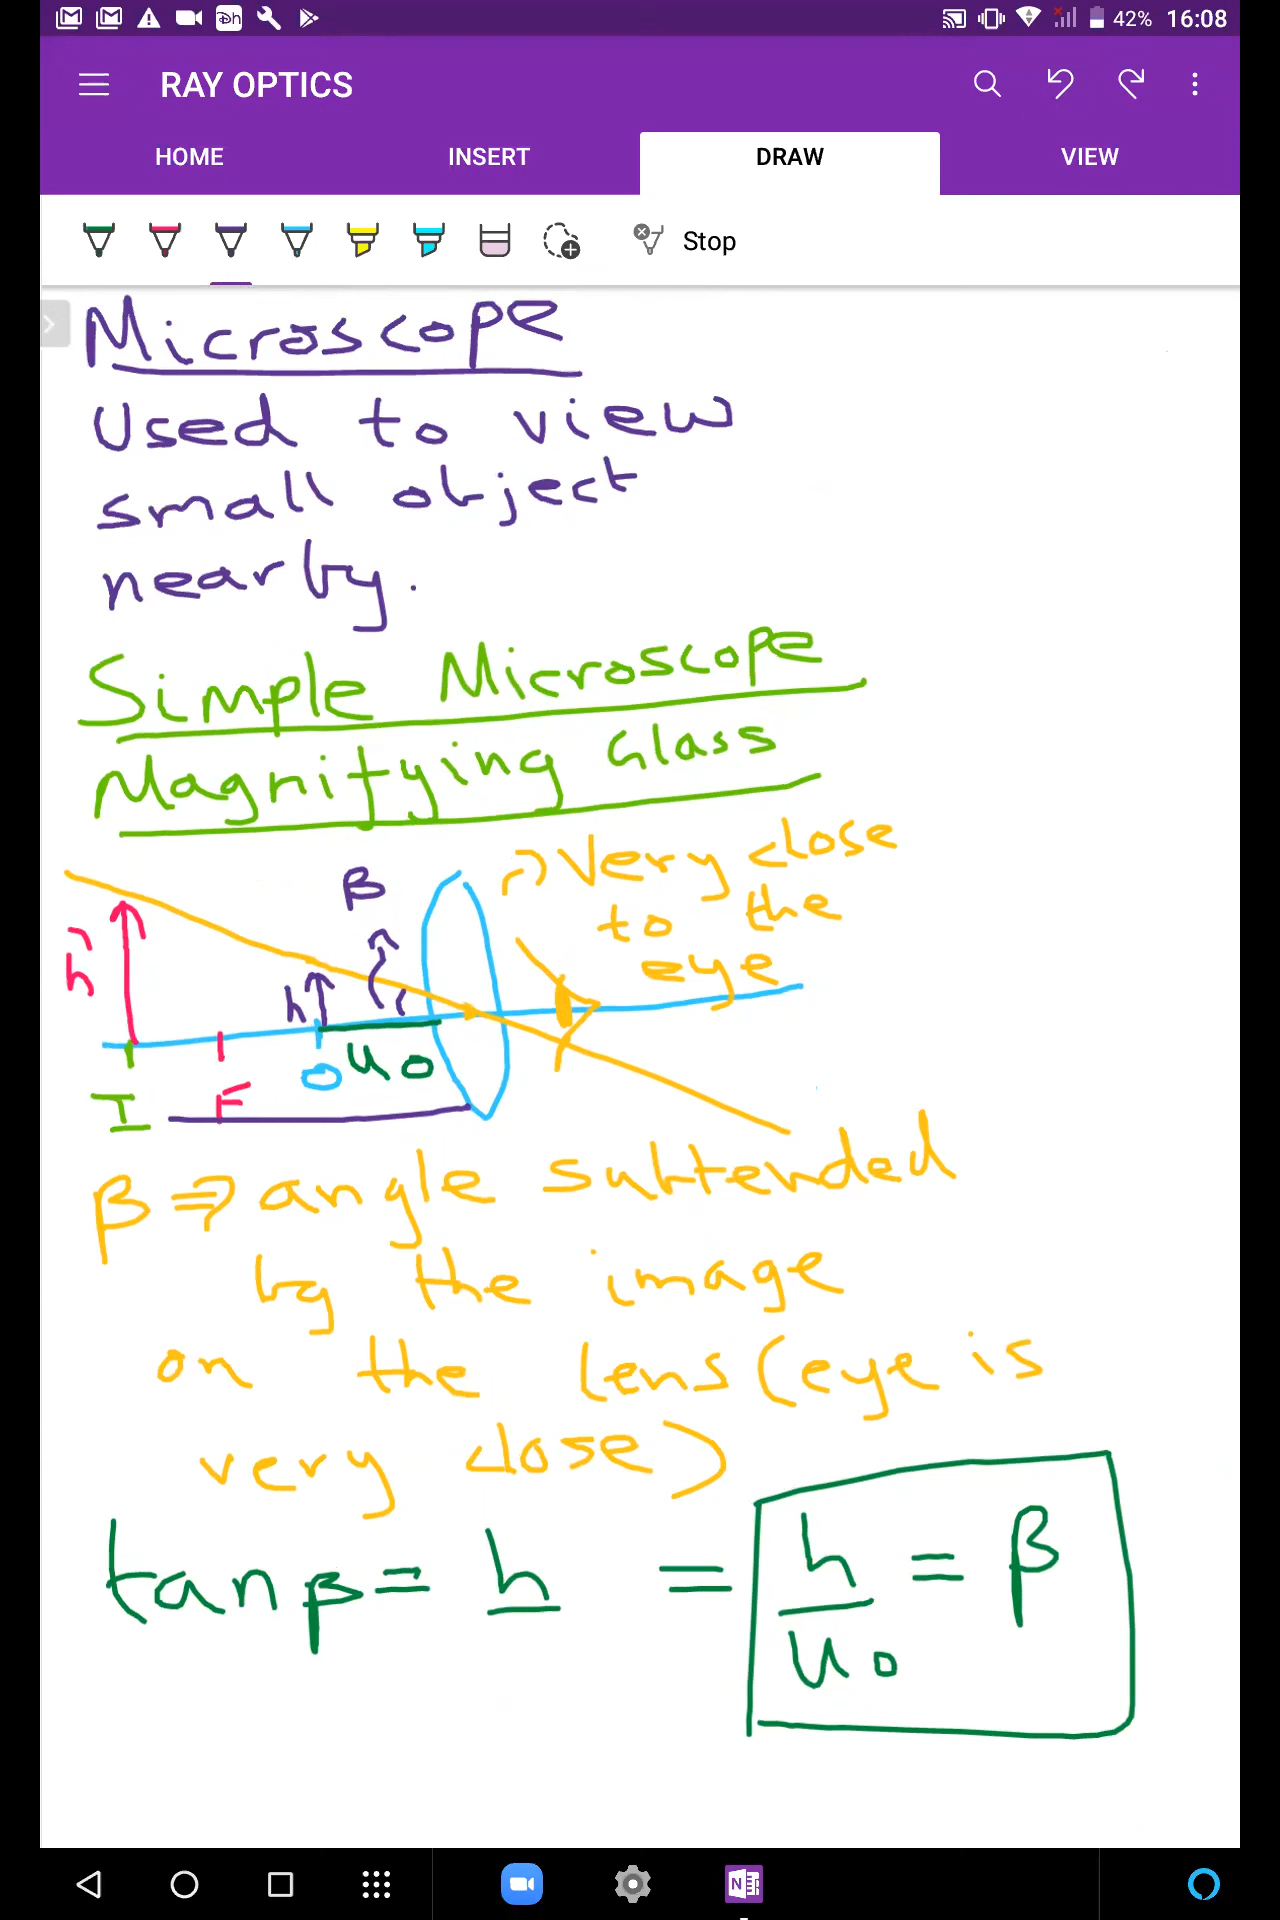 42% 16:08
RAY OPTICS
HOME INSERT DRAW VIEW
Stop
Microscope
Used to view
small object
nearby.
Simple Microscope
Magnifying Glass
Very close
to the
eye
β
h'
h
I F O u₀
β ⇒ angle subtended
by the image
on the lens (eye is
very close)
tan β = h = h/u₀ = β